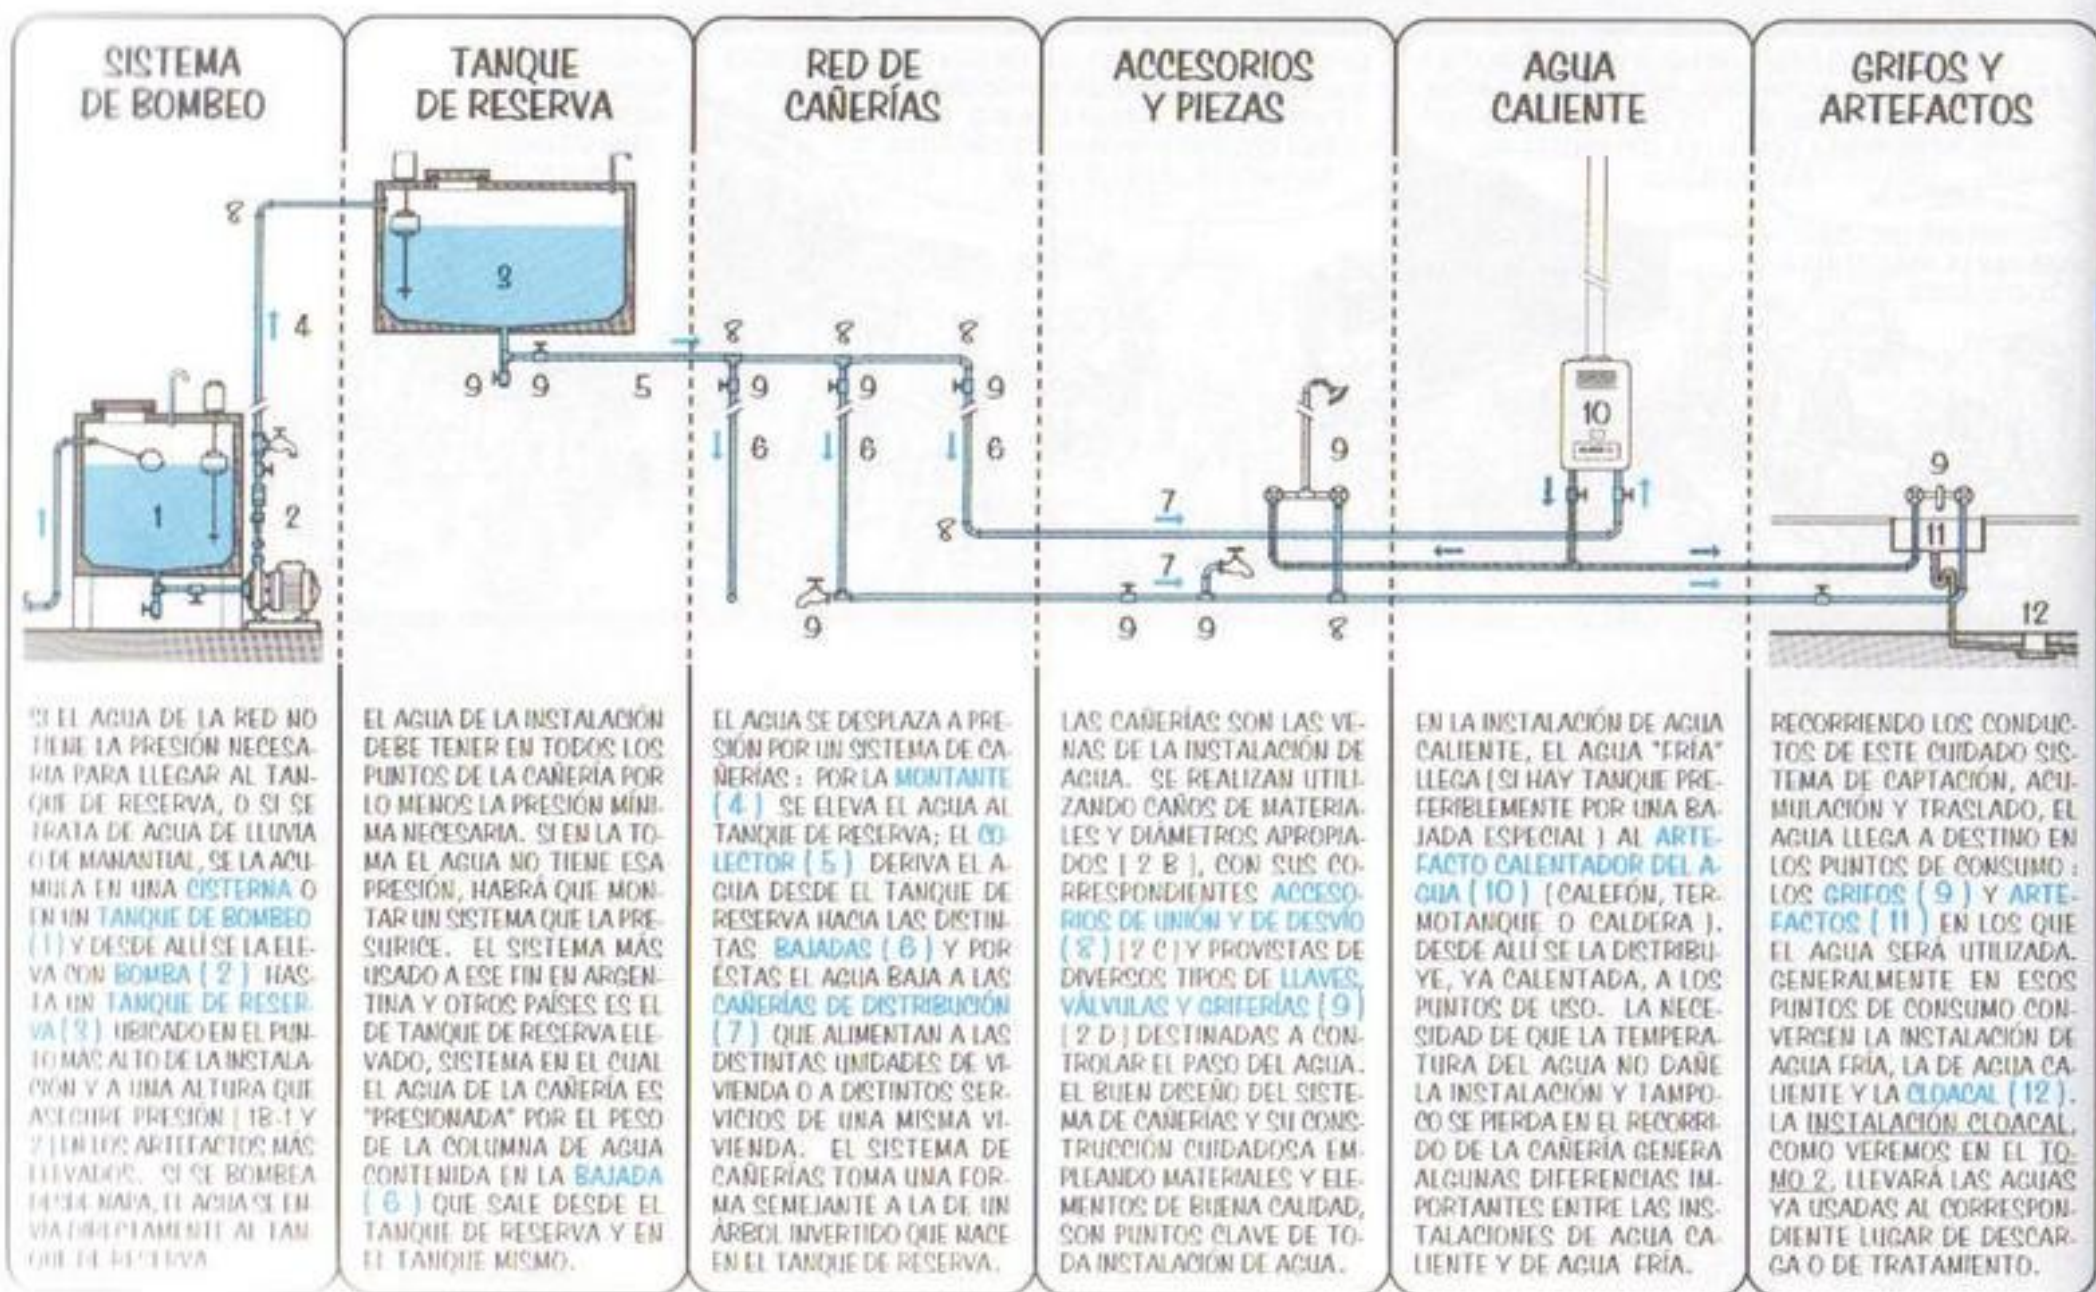 SISTEMA
DE BOMBEO
8
4
1
2
SI EL AGUA DE LA RED NO
TIENE LA PRESIÓN NECESA-
RIA PARA LLEGAR AL TAN-
QUE DE RESERVA, O SI SE
TRATA DE AGUA DE LLUVIA
O DE MANANTIAL, SE LA ACU-
MULA EN UNA CISTERNA O
EN UN TANQUE DE BOMBEO
(1) Y DESDE ALLÍ SE LA ELE-
VA CON BOMBA (2) HAS-
TA UN TANQUE DE RESER-
VA (3) UBICADO EN EL PUN-
TO MÁS ALTO DE LA INSTALA-
CIÓN Y A UNA ALTURA QUE
ASEGURE PRESIÓN [1B-1 Y
2] EN LOS ARTEFACTOS MÁS
ELEVADOS. SI SE BOMBEA
DESDE NAPA, EL AGUA SE EN-
VÍA DIRECTAMENTE AL TAN-
QUE DE RESERVA.
TANQUE
DE RESERVA
3
9 9 5
EL AGUA DE LA INSTALACIÓN
DEBE TENER EN TODOS LOS
PUNTOS DE LA CAÑERÍA POR
LO MENOS LA PRESIÓN MÍNI-
MA NECESARIA. SI EN LA TO-
MA EL AGUA NO TIENE ESA
PRESIÓN, HABRÁ QUE MON-
TAR UN SISTEMA QUE LA PRE-
SURICE. EL SISTEMA MÁS
USADO A ESE FIN EN ARGEN-
TINA Y OTROS PAÍSES ES EL
DE TANQUE DE RESERVA ELE-
VADO, SISTEMA EN EL CUAL
EL AGUA DE LA CAÑERÍA ES
"PRESIONADA" POR EL PESO
DE LA COLUMNA DE AGUA
CONTENIDA EN LA BAJADA
(6) QUE SALE DESDE EL
TANQUE DE RESERVA Y EN
EL TANQUE MISMO.
RED DE
CAÑERÍAS
8 8 8
9 9 9
6 6 6
8
9
EL AGUA SE DESPLAZA A PRE-
SIÓN POR UN SISTEMA DE CA-
ÑERÍAS: POR LA MONTANTE
(4) SE ELEVA EL AGUA AL
TANQUE DE RESERVA; EL CO-
LECTOR (5) DERIVA EL A-
GUA DESDE EL TANQUE DE
RESERVA HACIA LAS DISTIN-
TAS BAJADAS (6) Y POR
ÉSTAS EL AGUA BAJA A LAS
CAÑERÍAS DE DISTRIBUCIÓN
(7) QUE ALIMENTAN A LAS
DISTINTAS UNIDADES DE VI-
VIENDA O A DISTINTOS SER-
VICIOS DE UNA MISMA VI-
VIENDA. EL SISTEMA DE
CAÑERÍAS TOMA UNA FOR-
MA SEMEJANTE A LA DE UN
ÁRBOL INVERTIDO QUE NACE
EN EL TANQUE DE RESERVA.
ACCESORIOS
Y PIEZAS
9
7
7
9 9 8
LAS CAÑERÍAS SON LAS VE-
NAS DE LA INSTALACIÓN DE
AGUA. SE REALIZAN UTILI-
ZANDO CAÑOS DE MATERIA-
LES Y DIÁMETROS APROPIA-
DOS [2 B], CON SUS CO-
RRESPONDIENTES ACCESO-
RIOS DE UNIÓN Y DE DESVÍO
(8) [2 C] Y PROVISTAS DE
DIVERSOS TIPOS DE LLAVES,
VÁLVULAS Y GRIFERÍAS (9)
[2 D] DESTINADAS A CON-
TROLAR EL PASO DEL AGUA.
EL BUEN DISEÑO DEL SISTE-
MA DE CAÑERÍAS Y SU CONS-
TRUCCIÓN CUIDADOSA EM-
PLEANDO MATERIALES Y ELE-
MENTOS DE BUENA CALIDAD,
SON PUNTOS CLAVE DE TO-
DA INSTALACIÓN DE AGUA.
AGUA
CALIENTE
10
EN LA INSTALACIÓN DE AGUA
CALIENTE, EL AGUA "FRÍA"
LLEGA (SI HAY TANQUE PRE-
FERIBLEMENTE POR UNA BA-
JADA ESPECIAL) AL ARTE-
FACTO CALENTADOR DEL A-
GUA (10) (CALEFÓN, TER-
MOTANQUE O CALDERA).
DESDE ALLÍ SE LA DISTRIBU-
YE, YA CALENTADA, A LOS
PUNTOS DE USO. LA NECE-
SIDAD DE QUE LA TEMPERA-
TURA DEL AGUA NO DAÑE
LA INSTALACIÓN Y TAMPO-
CO SE PIERDA EN EL RECORRI-
DO DE LA CAÑERÍA GENERA
ALGUNAS DIFERENCIAS IM-
PORTANTES ENTRE LAS INS-
TALACIONES DE AGUA CA-
LIENTE Y DE AGUA FRÍA.
GRIFOS Y
ARTEFACTOS
9
11
12
RECORRIENDO LOS CONDUC-
TOS DE ESTE CUIDADO SIS-
TEMA DE CAPTACIÓN, ACU-
MULACIÓN Y TRASLADO, EL
AGUA LLEGA A DESTINO EN
LOS PUNTOS DE CONSUMO:
LOS GRIFOS (9) Y ARTE-
FACTOS (11) EN LOS QUE
EL AGUA SERÁ UTILIZADA.
GENERALMENTE EN ESOS
PUNTOS DE CONSUMO CON-
VERGEN LA INSTALACIÓN DE
AGUA FRÍA, LA DE AGUA CA-
LIENTE Y LA CLOACAL (12).
LA INSTALACIÓN CLOACAL,
COMO VEREMOS EN EL TO-
MO 2, LLEVARÁ LAS AGUAS
YA USADAS AL CORRESPON-
DIENTE LUGAR DE DESCAR-
GA O DE TRATAMIENTO.